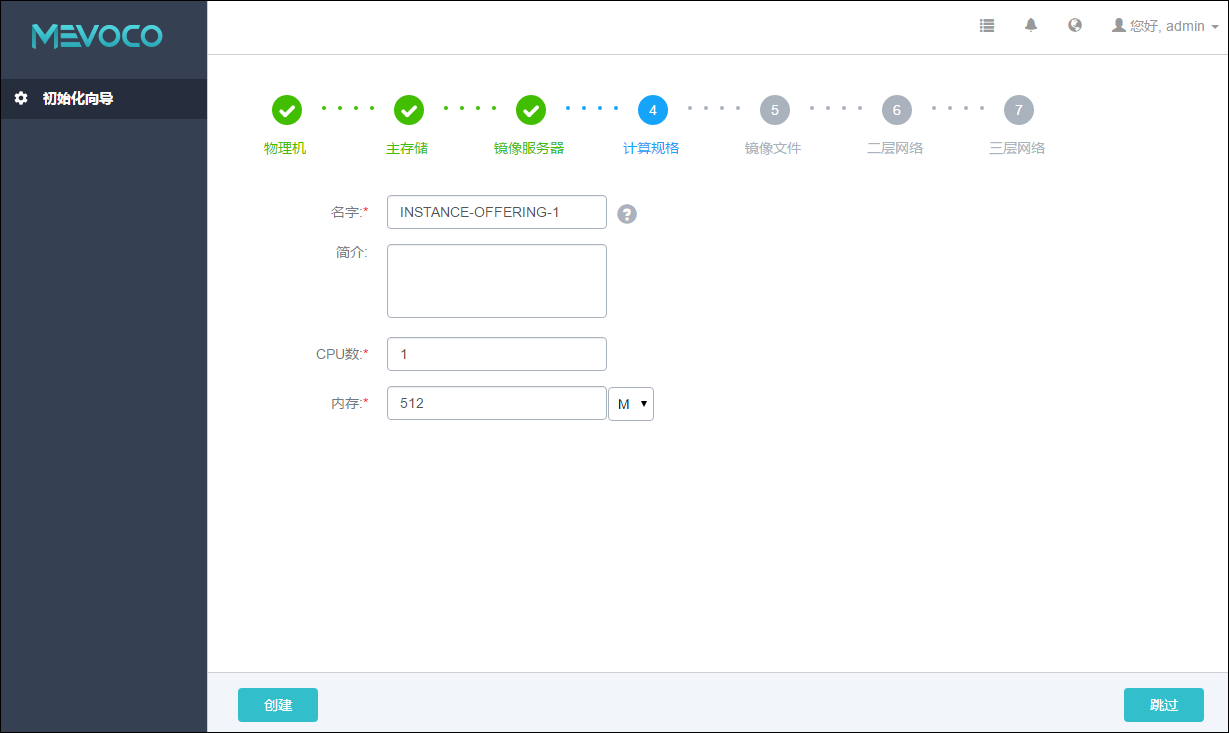 MEVOCO
您好, admin
初始化向导
4 5 6 7
物理机 主存储 镜像服务器 计算规格 镜像文件 二层网络 三层网络
名字:* INSTANCE-OFFERING-1 ?
简介:
CPU数:* 1
内存:* 512 M
创建 跳过